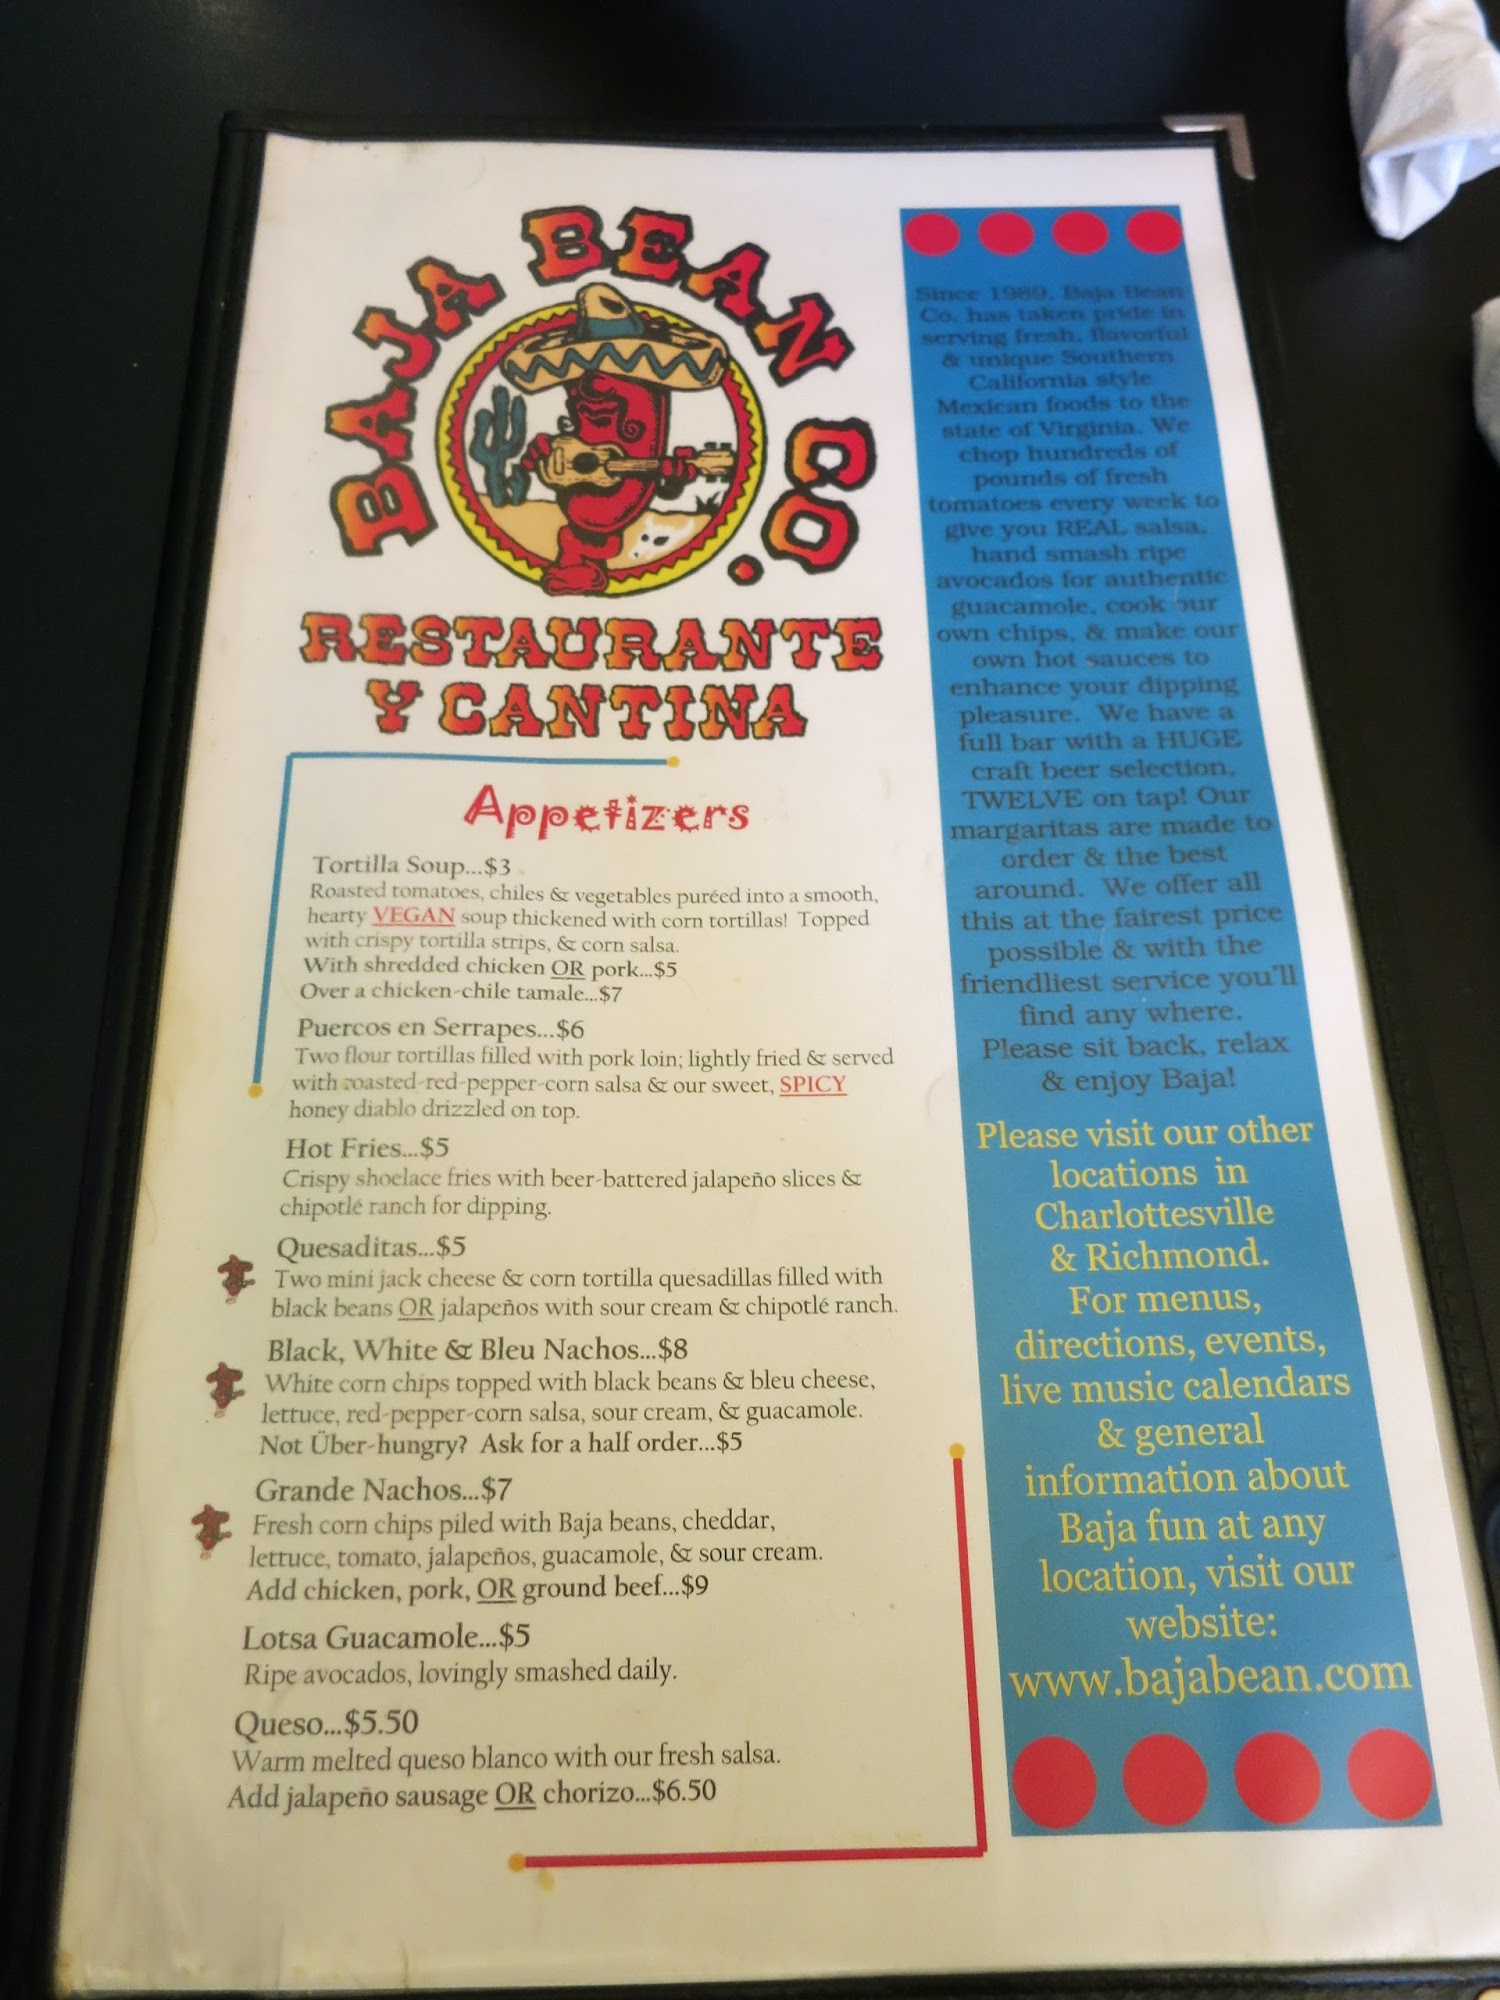 BAJA BEAN CO.
RESTAURANTE
Y CANTINA
Appetizers
Tortilla Soup...$3
Roasted tomatoes, chiles & vegetables puréed into a smooth,
hearty VEGAN soup thickened with corn tortillas! Topped
with crispy tortilla strips, & corn salsa.
With shredded chicken OR pork...$5
Over a chicken-chile tamale...$7
Puercos en Serrapes...$6
Two flour tortillas filled with pork loin; lightly fried & served
with roasted-red-pepper-corn salsa & our sweet, SPICY
honey diablo drizzled on top.
Hot Fries...$5
Crispy shoelace fries with beer-battered jalapeño slices &
chipotlé ranch for dipping.
Quesaditas...$5
Two mini jack cheese & corn tortilla quesadillas filled with
black beans OR jalapeños with sour cream & chipotlé ranch.
Black, White & Bleu Nachos...$8
White corn chips topped with black beans & bleu cheese,
lettuce, red-pepper-corn salsa, sour cream, & guacamole.
Not Über-hungry? Ask for a half order...$5
Grande Nachos...$7
Fresh corn chips piled with Baja beans, cheddar,
lettuce, tomato, jalapeños, guacamole, & sour cream.
Add chicken, pork, OR ground beef...$9
Lotsa Guacamole...$5
Ripe avocados, lovingly smashed daily.
Queso...$5.50
Warm melted queso blanco with our fresh salsa.
Add jalapeño sausage OR chorizo...$6.50
Since 1989, Baja Bean
Co. has taken pride in
serving fresh, flavorful
& unique Southern
California style
Mexican foods to the
state of Virginia. We
chop hundreds of
pounds of fresh
tomatoes every week to
give you REAL salsa,
hand smash ripe
avocados for authentic
guacamole, cook our
own chips, & make our
own hot sauces to
enhance your dipping
pleasure. We have a
full bar with a HUGE
craft beer selection,
TWELVE on tap! Our
margaritas are made to
order & the best
around. We offer all
this at the fairest price
possible & with the
friendliest service you'll
find any where.
Please sit back, relax
& enjoy Baja!
Please visit our other
locations in
Charlottesville
& Richmond.
For menus,
directions, events,
live music calendars
& general
information about
Baja fun at any
location, visit our
website:
www.bajabean.com